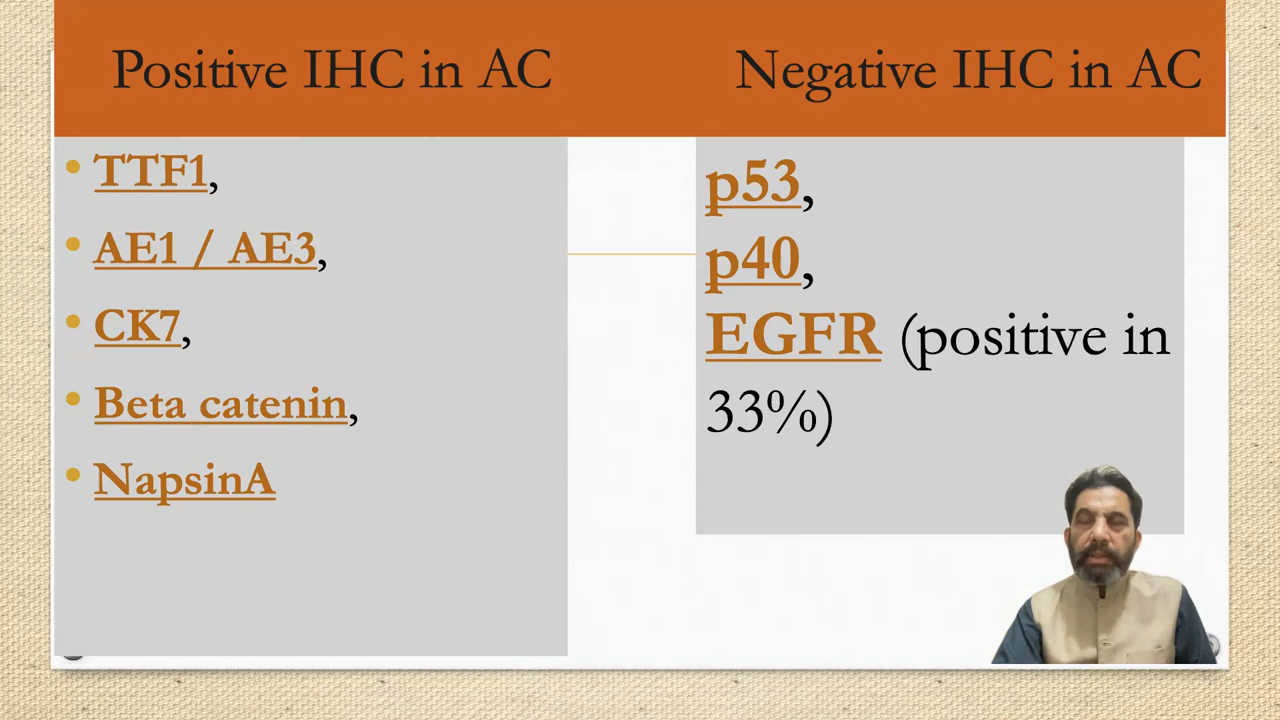 Positive IHC in AC
Negative IHC in AC
• TTF1,
• AE1 / AE3,
• CK7,
• Beta catenin,
• NapsinA
p53,
p40,
EGFR (positive in
33%)